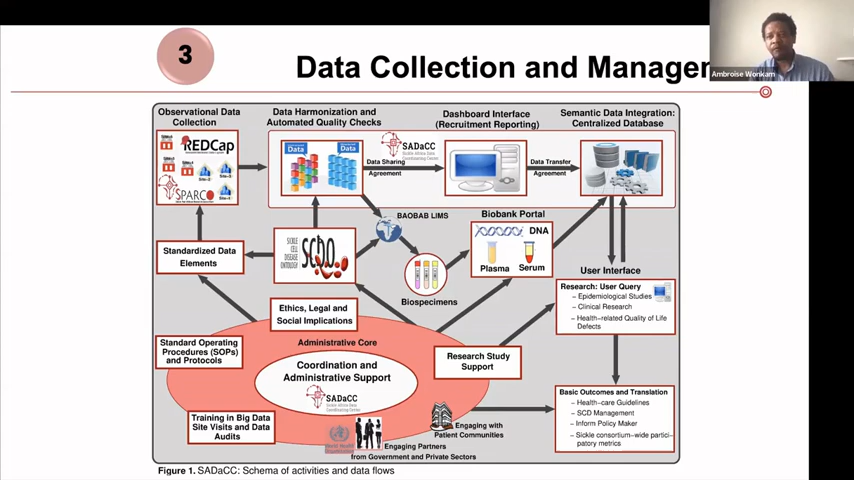 3
Data Collection and Manager
Ambroise Wonkam
Observational Data
Collection
Data Harmonization and
Automated Quality Checks
Dashboard Interface
(Recruitment Reporting)
Semantic Data Integration:
Centralized Database
REDCap
SPARCO
Data
Data
SADaCC
Data Sharing
Agreement
Data Transfer
Agreement
BAOBAB LIMS
Biobank Portal
DNA
Plasma
Serum
Standardized Data
Elements
SICKLE
CELL
DISEASE
ONTOLOGY
SCDO
Biospecimens
User Interface
Research: User Query
– Epidemiological Studies
– Clinical Research
– Health-related Quality of Life
Defects
Ethics, Legal and
Social Implications
Standard Operating
Procedures (SOPs)
and Protocols
Administrative Core
Coordination and
Administrative Support
SADaCC
Research Study
Support
Training in Big Data
Site Visits and Data
Audits
Engaging with
Patient Communities
Engaging Partners
from Government and Private Sectors
Basic Outcomes and Translation
– Health-care Guidelines
– SCD Management
– Inform Policy Maker
– Sickle consortium-wide partici-
patory metrics
Figure 1. SADaCC: Schema of activities and data flows